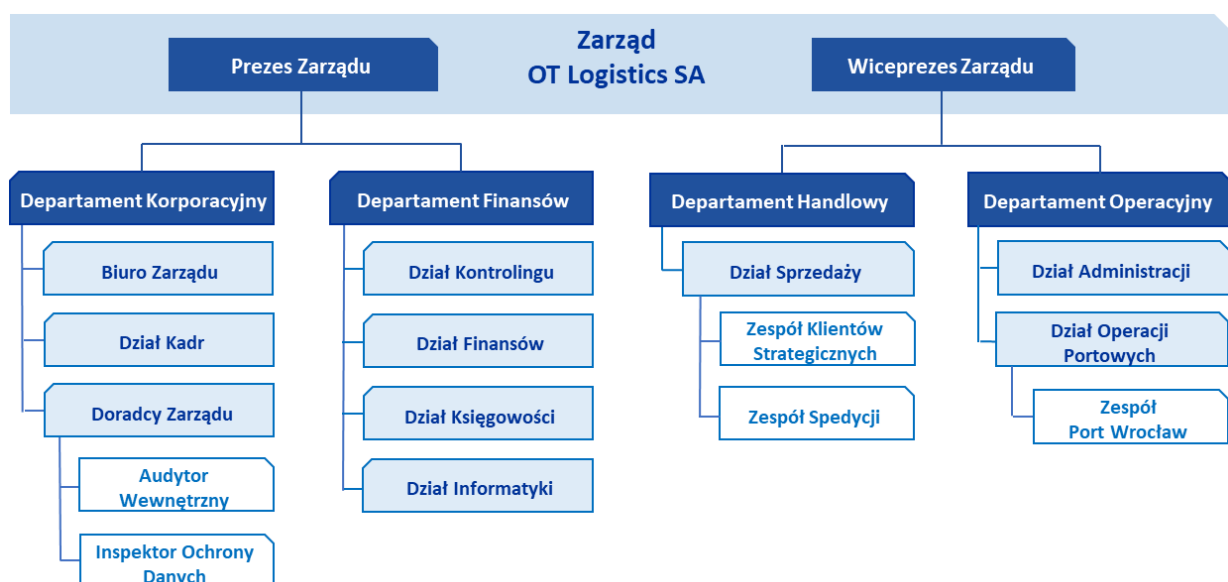 Zarząd
OT Logistics SA
Prezes Zarządu
Wiceprezes Zarządu
Departament Korporacyjny
Biuro Zarządu
Dział Kadr
Doradcy Zarządu
Audytor
Wewnętrzny
Inspektor Ochrony
Danych
Departament Finansów
Dział Kontrolingu
Dział Finansów
Dział Księgowości
Dział Informatyki
Departament Handlowy
Dział Sprzedaży
Zespół Klientów
Strategicznych
Zespół Spedycji
Departament Operacyjny
Dział Administracji
Dział Operacji
Portowych
Zespół
Port Wrocław